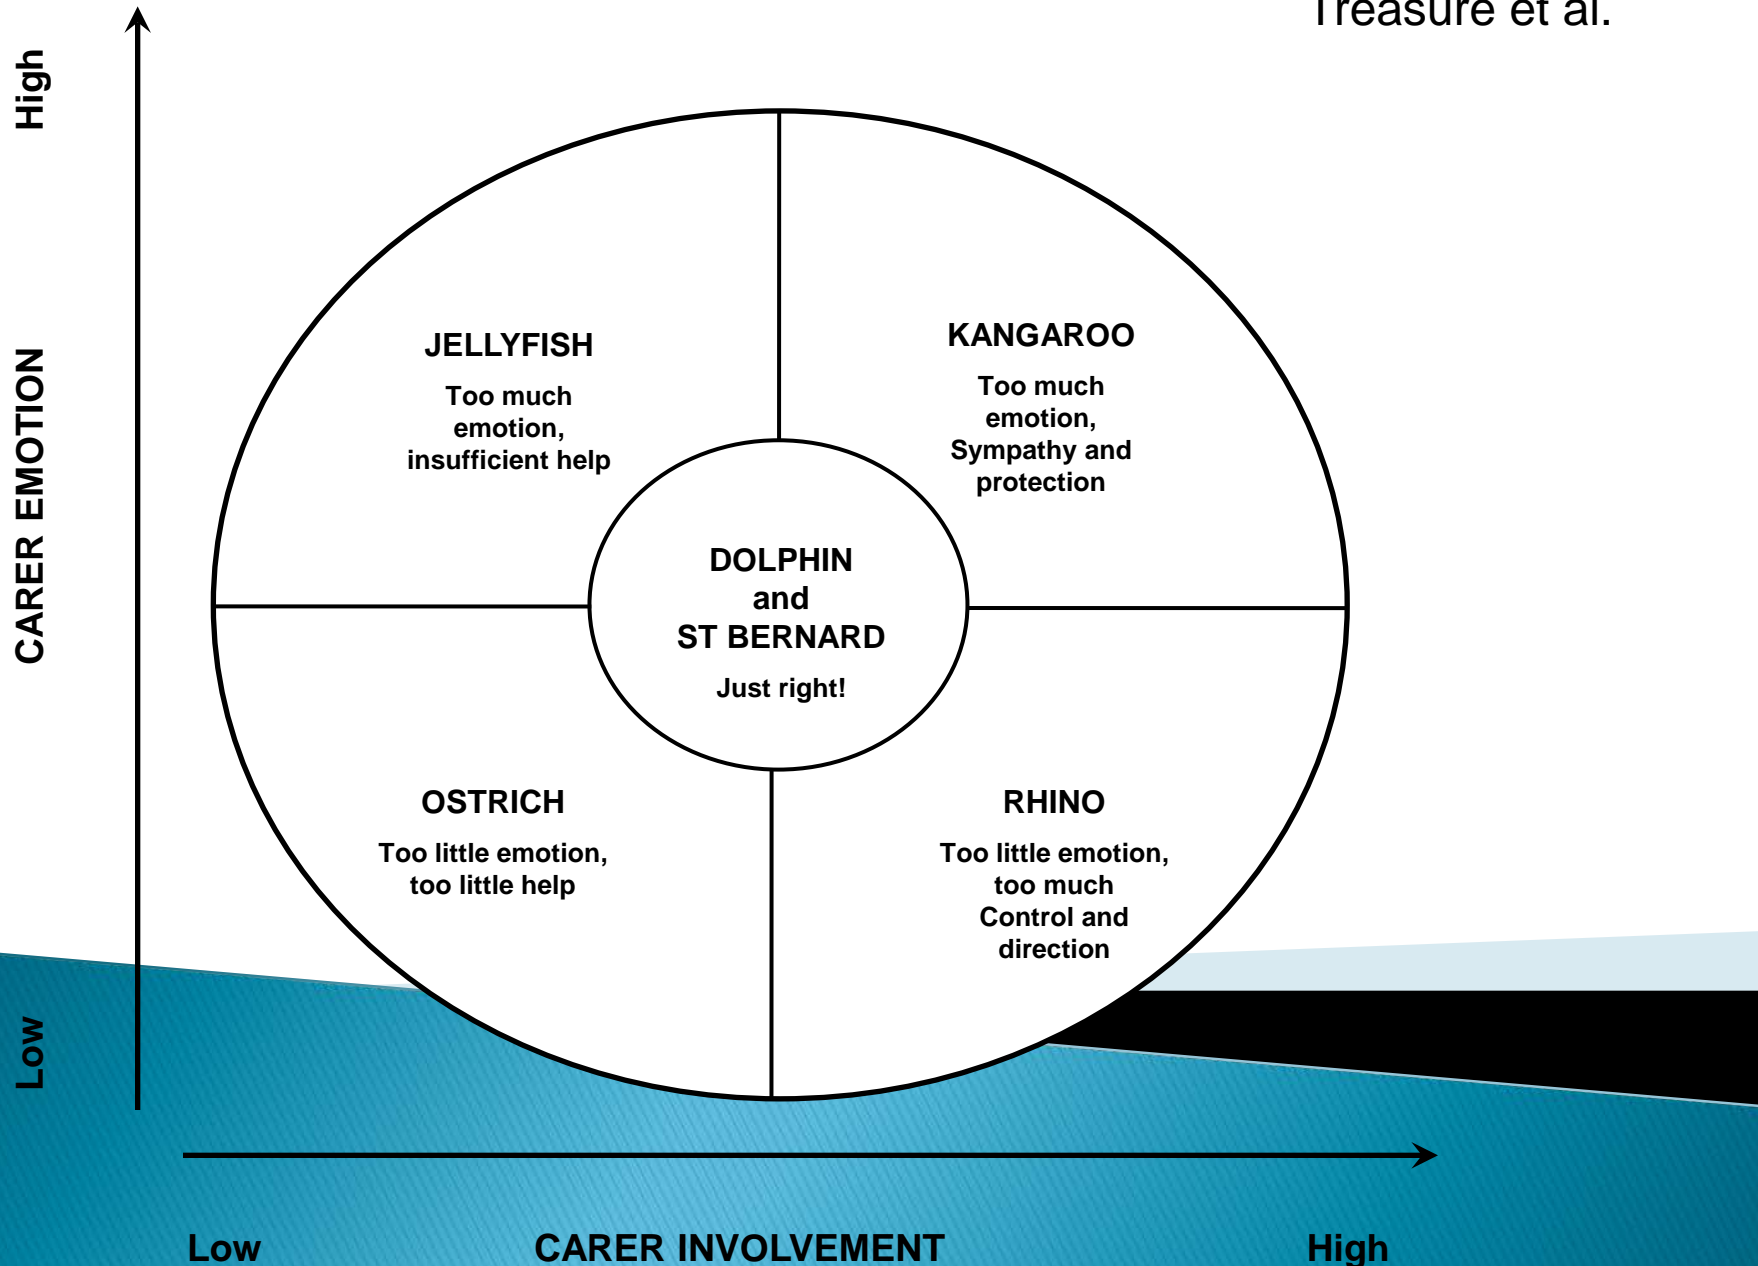 Treasure et al.
High
CARER EMOTION
Low
JELLYFISH
Too much
emotion,
insufficient help
KANGAROO
Too much
emotion,
Sympathy and
protection
DOLPHIN
and
ST BERNARD
Just right!
OSTRICH
Too little emotion,
too little help
RHINO
Too little emotion,
too much
Control and
direction
Low
CARER INVOLVEMENT
High